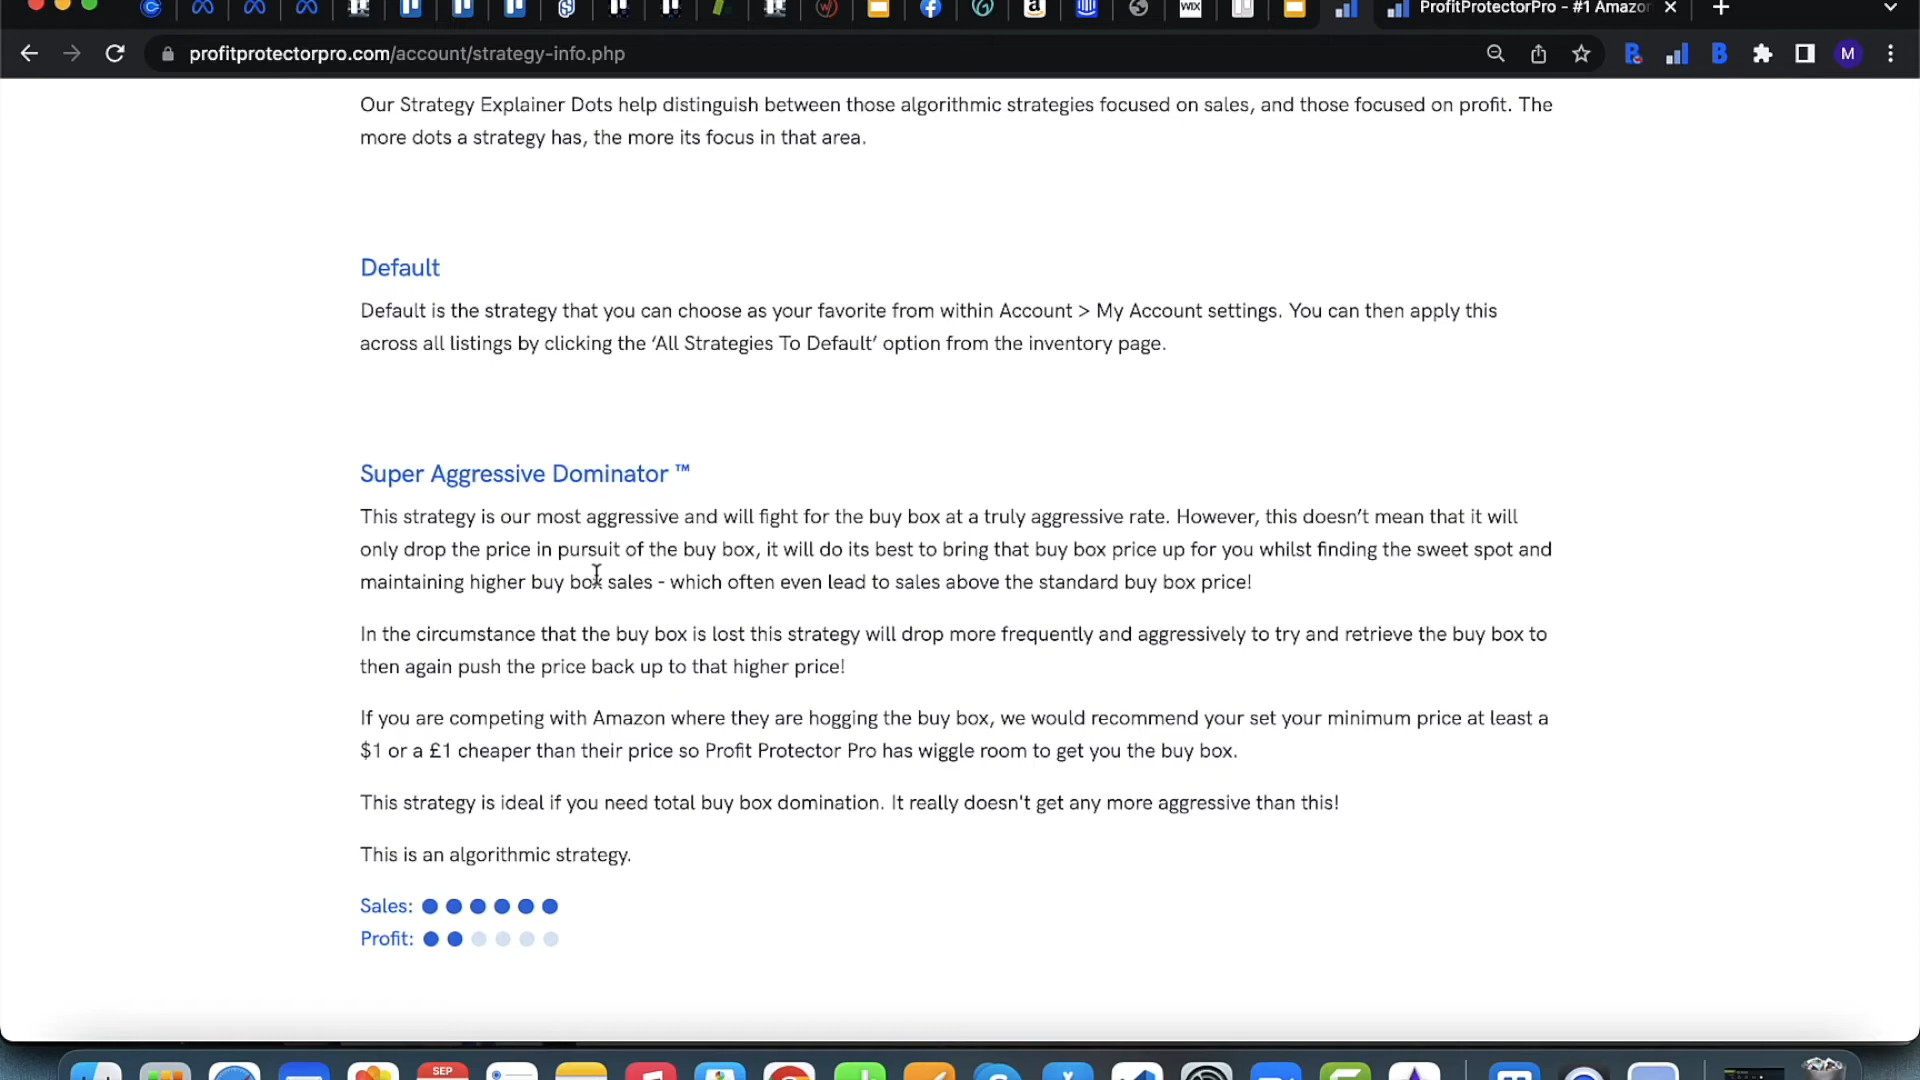 ProfitProtectorPro - #1 Amazo
profitprotectorpro.com/account/strategy-info.php
M
Our Strategy Explainer Dots help distinguish between those algorithmic strategies focused on sales, and those focused on profit. The
more dots a strategy has, the more its focus in that area.
Default
Default is the strategy that you can choose as your favorite from within Account > My Account settings. You can then apply this
across all listings by clicking the ‘All Strategies To Default’ option from the inventory page.
Super Aggressive Dominator ™
This strategy is our most aggressive and will fight for the buy box at a truly aggressive rate. However, this doesn’t mean that it will
only drop the price in pursuit of the buy box, it will do its best to bring that buy box price up for you whilst finding the sweet spot and
maintaining higher buy box sales - which often even lead to sales above the standard buy box price!
In the circumstance that the buy box is lost this strategy will drop more frequently and aggressively to try and retrieve the buy box to
then again push the price back up to that higher price!
If you are competing with Amazon where they are hogging the buy box, we would recommend your set your minimum price at least a
$1 or a £1 cheaper than their price so Profit Protector Pro has wiggle room to get you the buy box.
This strategy is ideal if you need total buy box domination. It really doesn't get any more aggressive than this!
This is an algorithmic strategy.
Sales:
Profit:
SEP